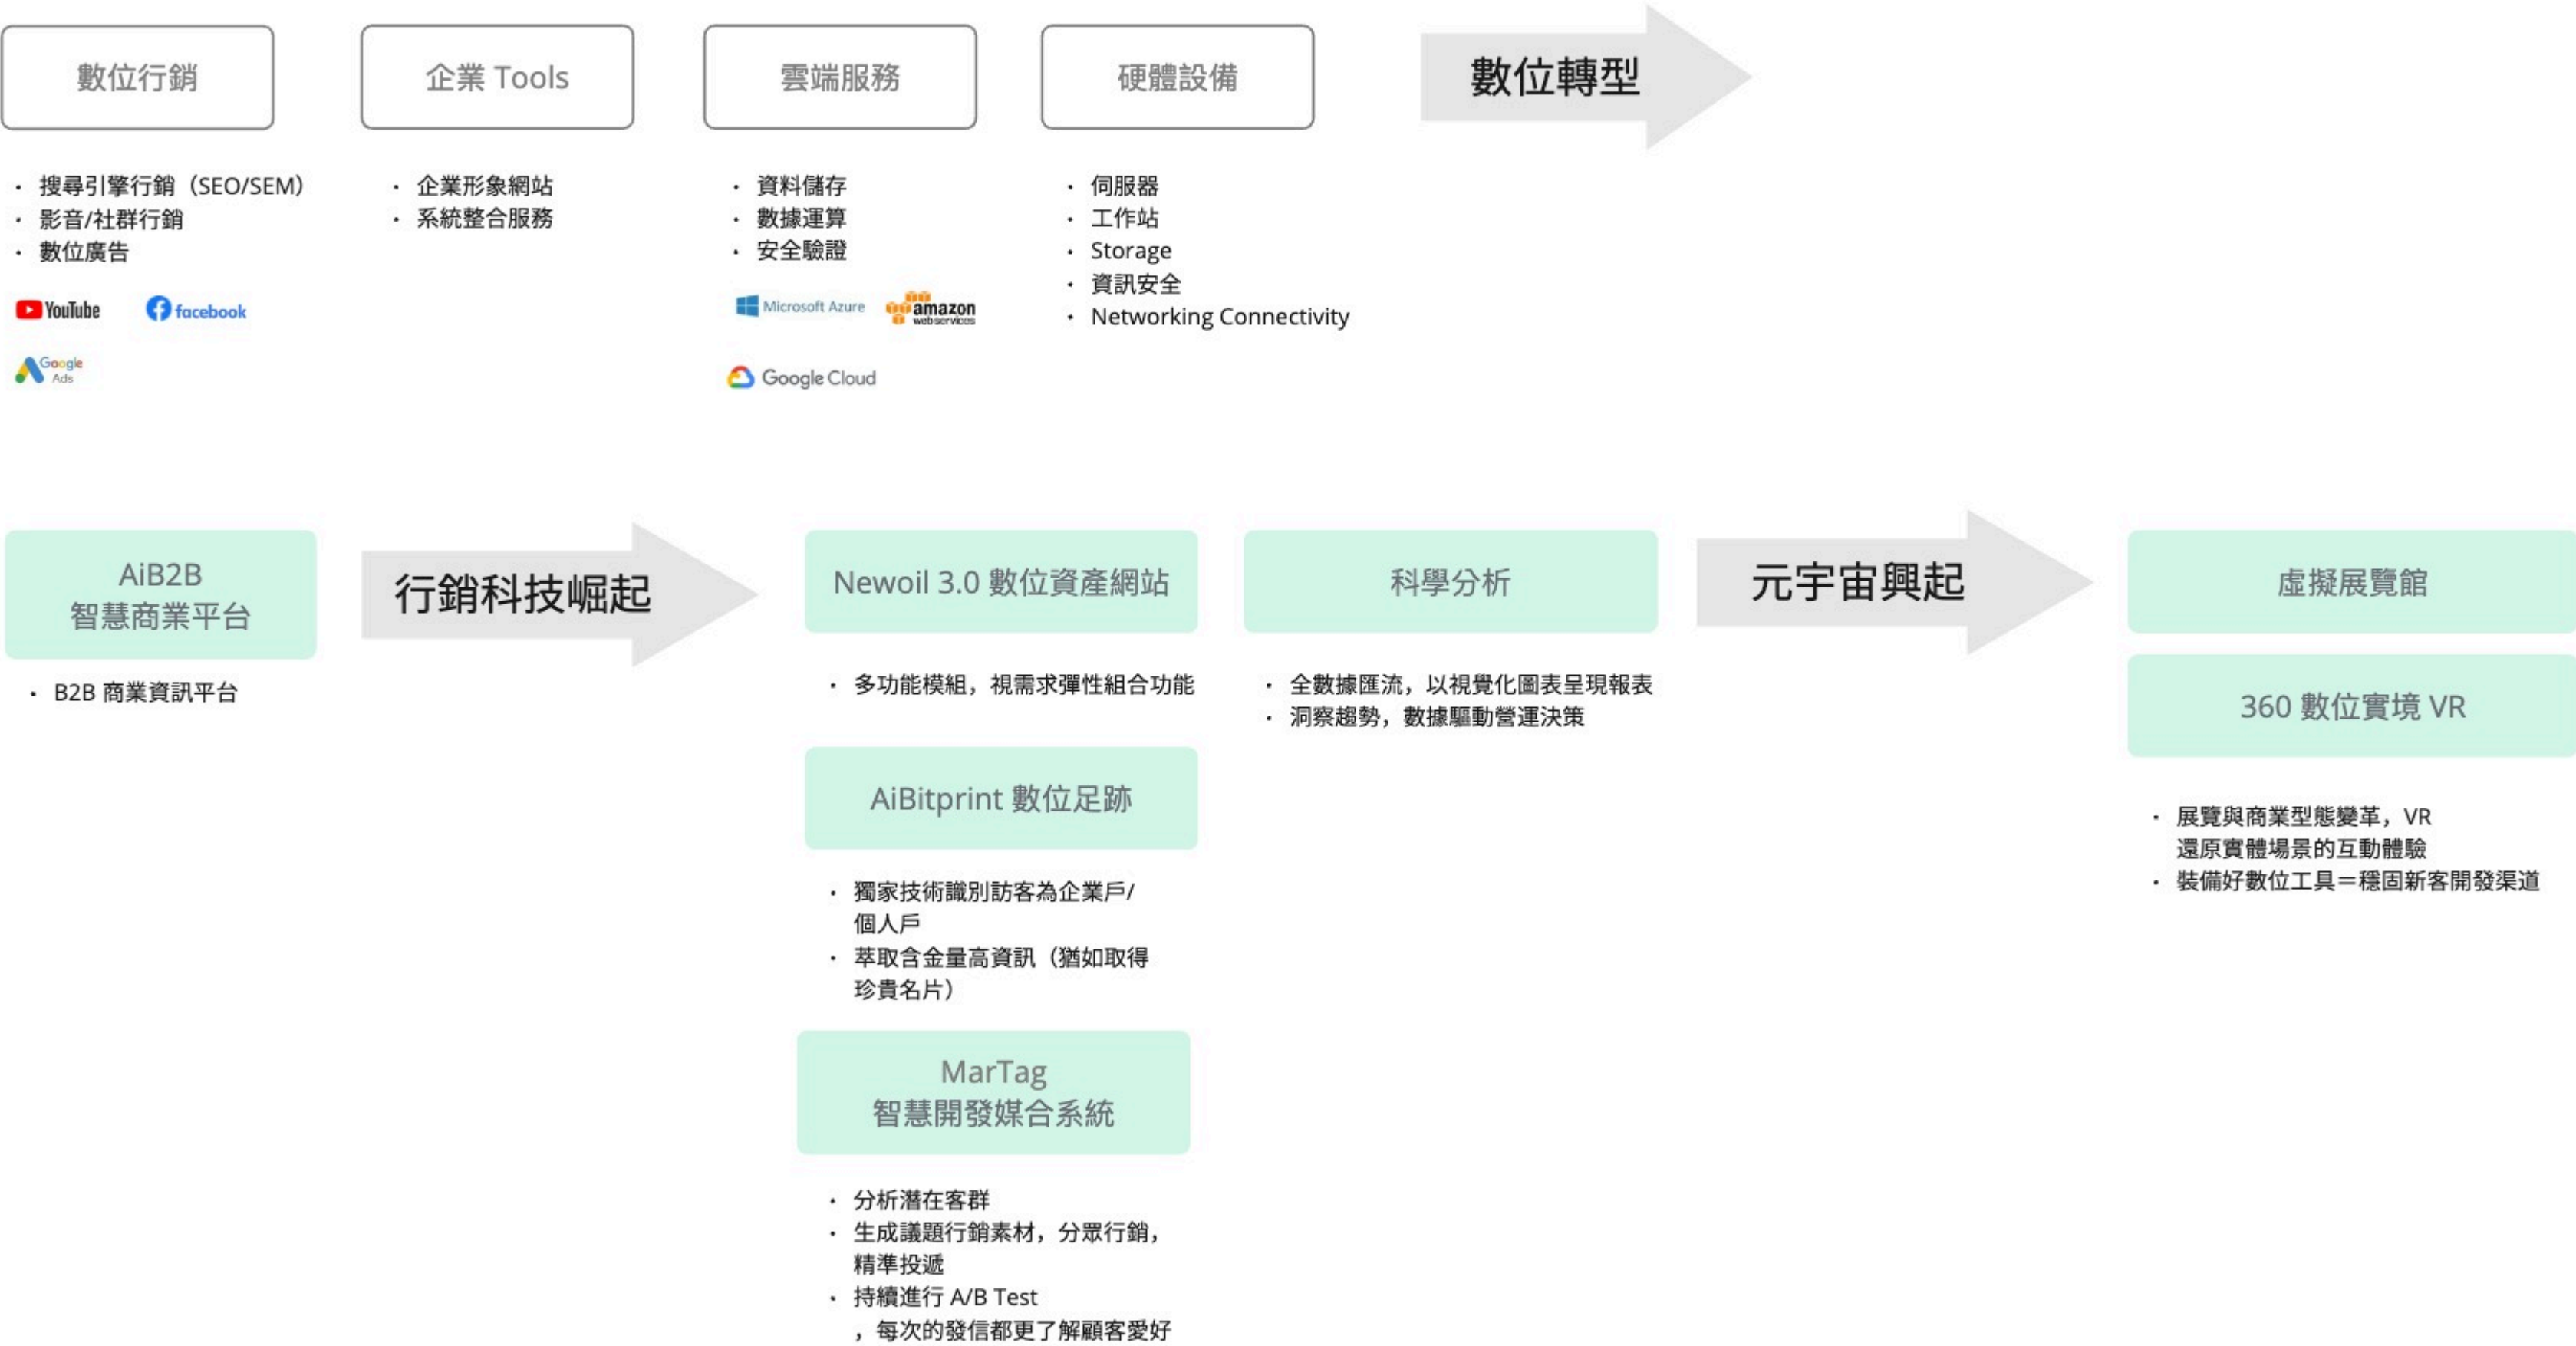 數位行銷
搜尋引擎行銷（SEO/SEM）
影音/社群行銷
數位廣告
YouTube
facebook
Google
Ads
企業 Tools
企業形象網站
系統整合服務
雲端服務
資料儲存
數據運算
安全驗證
Microsoft Azure
amazon
webservices
Google Cloud
硬體設備
伺服器
工作站
Storage
資訊安全
Networking Connectivity
數位轉型
AiB2B
智慧商業平台
B2B 商業資訊平台
行銷科技崛起
Newoil 3.0 數位資產網站
多功能模組，視需求彈性組合功能
AiBitprint 數位足跡
獨家技術識別訪客為企業戶/
個人戶
萃取含金量高資訊（猶如取得
珍貴名片）
MarTag
智慧開發媒合系統
分析潛在客群
生成議題行銷素材，分眾行銷，
精準投遞
持續進行 A/B Test
，每次的發信都更了解顧客愛好
科學分析
全數據匯流，以視覺化圖表呈現報表
洞察趨勢，數據驅動營運決策
元宇宙興起
虛擬展覽館
360 數位實境 VR
展覽與商業型態變革，VR
還原實體場景的互動體驗
裝備好數位工具＝穩固新客開發渠道